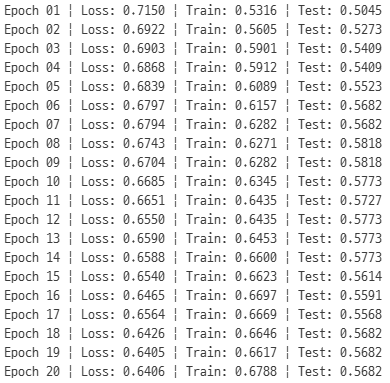 Epoch 01 ¦ Loss: 0.7150 ¦ Train: 0.5316 ¦ Test: 0.5045
Epoch 02 ¦ Loss: 0.6922 ¦ Train: 0.5605 ¦ Test: 0.5273
Epoch 03 ¦ Loss: 0.6903 ¦ Train: 0.5901 ¦ Test: 0.5409
Epoch 04 ¦ Loss: 0.6868 ¦ Train: 0.5912 ¦ Test: 0.5409
Epoch 05 ¦ Loss: 0.6839 ¦ Train: 0.6089 ¦ Test: 0.5523
Epoch 06 ¦ Loss: 0.6797 ¦ Train: 0.6157 ¦ Test: 0.5682
Epoch 07 ¦ Loss: 0.6794 ¦ Train: 0.6282 ¦ Test: 0.5682
Epoch 08 ¦ Loss: 0.6743 ¦ Train: 0.6271 ¦ Test: 0.5818
Epoch 09 ¦ Loss: 0.6704 ¦ Train: 0.6282 ¦ Test: 0.5818
Epoch 10 ¦ Loss: 0.6685 ¦ Train: 0.6345 ¦ Test: 0.5773
Epoch 11 ¦ Loss: 0.6651 ¦ Train: 0.6435 ¦ Test: 0.5727
Epoch 12 ¦ Loss: 0.6550 ¦ Train: 0.6435 ¦ Test: 0.5773
Epoch 13 ¦ Loss: 0.6590 ¦ Train: 0.6453 ¦ Test: 0.5773
Epoch 14 ¦ Loss: 0.6588 ¦ Train: 0.6600 ¦ Test: 0.5773
Epoch 15 ¦ Loss: 0.6540 ¦ Train: 0.6623 ¦ Test: 0.5614
Epoch 16 ¦ Loss: 0.6465 ¦ Train: 0.6697 ¦ Test: 0.5591
Epoch 17 ¦ Loss: 0.6564 ¦ Train: 0.6669 ¦ Test: 0.5568
Epoch 18 ¦ Loss: 0.6426 ¦ Train: 0.6646 ¦ Test: 0.5682
Epoch 19 ¦ Loss: 0.6405 ¦ Train: 0.6617 ¦ Test: 0.5682
Epoch 20 ¦ Loss: 0.6406 ¦ Train: 0.6788 ¦ Test: 0.5682